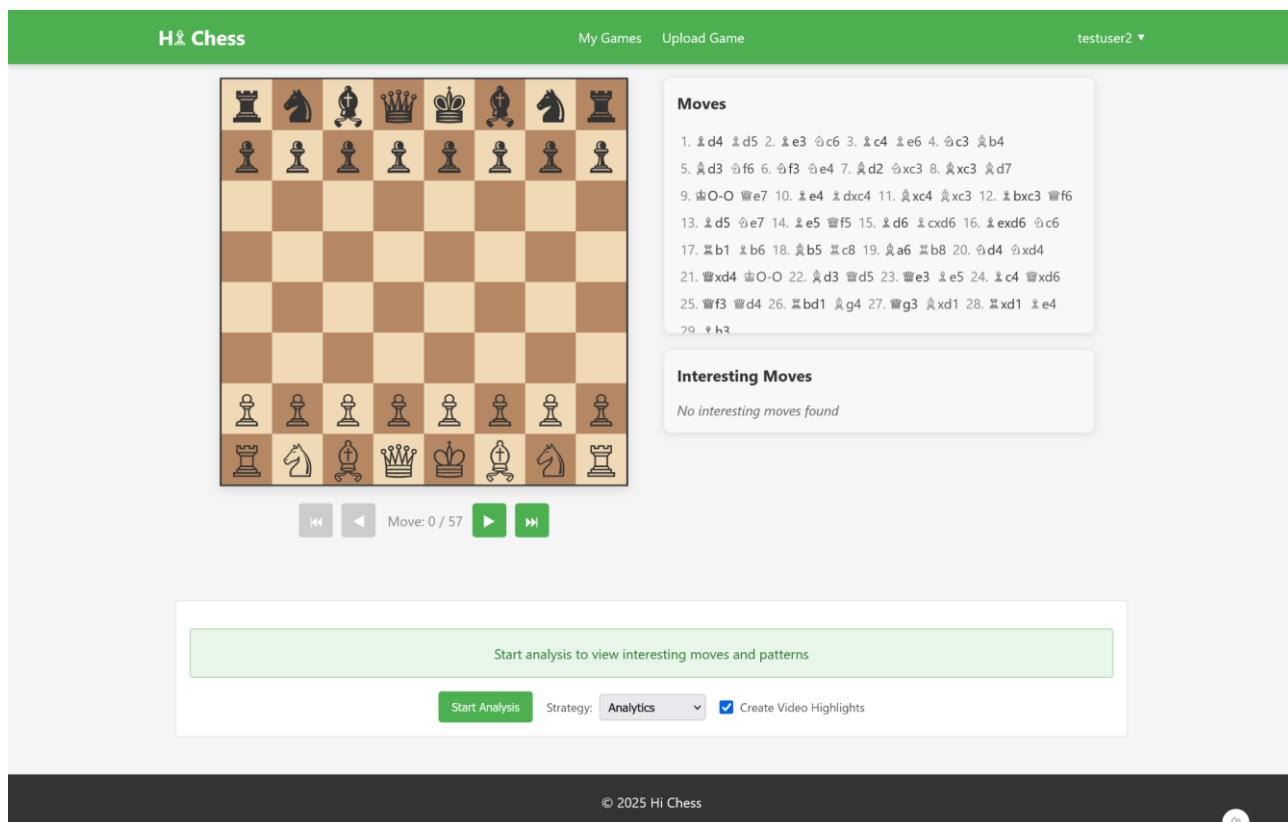 H♗ Chess
My Games Upload Game
testuser2 ▼
Moves
1. ♗d4 ♗d5 2. ♗e3 ♘c6 3. ♗c4 ♗e6 4. ♘c3 ♗b4
5. ♗d3 ♘f6 6. ♘f3 ♘e4 7. ♗d2 ♘xc3 8. ♗xc3 ♗d7
9. ♔O-O ♕e7 10. ♙e4 ♙dxc4 11. ♗xc4 ♗xc3 12. ♙bxc3 ♕f6
13. ♙d5 ♘e7 14. ♙e5 ♕f5 15. ♙d6 ♙cxd6 16. ♙exd6 ♘c6
17. ♖b1 ♙b6 18. ♗b5 ♖c8 19. ♗a6 ♖b8 20. ♘d4 ♘xd4
21. ♕xd4 ♔O-O 22. ♗d3 ♕d5 23. ♕e3 ♙e5 24. ♙c4 ♕xd6
25. ♕f3 ♕d4 26. ♖bd1 ♗g4 27. ♕g3 ♗xd1 28. ♖xd1 ♙e4
29. ♙h3
Interesting Moves
No interesting moves found
Move: 0 / 57
Start analysis to view interesting moves and patterns
Start Analysis Strategy: Analytics Create Video Highlights
© 2025 Hi Chess